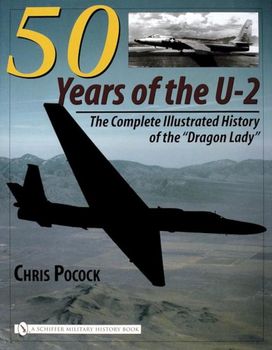 50
Years of the U-2
The Complete Illustrated History
of the "Dragon Lady"
CHRIS POCOCK
A SCHIFFER MILITARY HISTORY BOOK